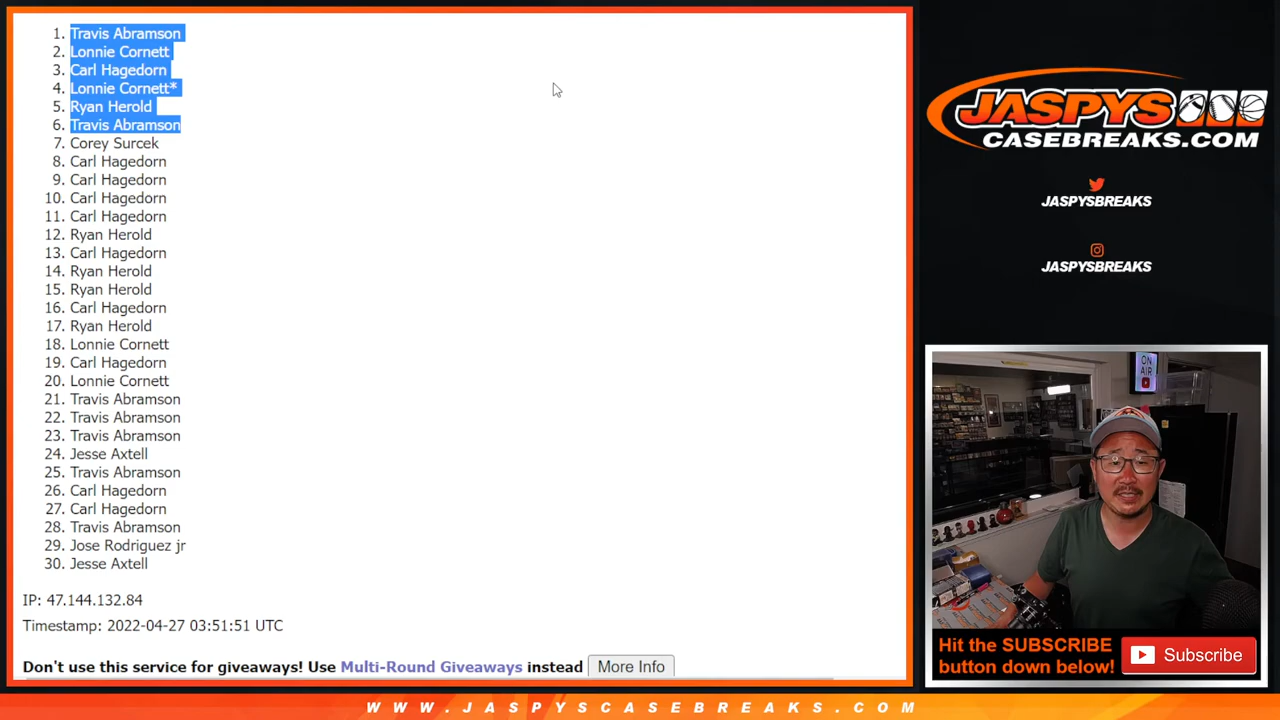 1. Travis Abramson
2. Lonnie Cornett
3. Carl Hagedorn
4. Lonnie Cornett*
5. Ryan Herold
6. Travis Abramson
7. Corey Surcek
8. Carl Hagedorn
9. Carl Hagedorn
10. Carl Hagedorn
11. Carl Hagedorn
12. Ryan Herold
13. Carl Hagedorn
14. Ryan Herold
15. Ryan Herold
16. Carl Hagedorn
17. Ryan Herold
18. Lonnie Cornett
19. Carl Hagedorn
20. Lonnie Cornett
21. Travis Abramson
22. Travis Abramson
23. Travis Abramson
24. Jesse Axtell
25. Travis Abramson
26. Carl Hagedorn
27. Carl Hagedorn
28. Travis Abramson
29. Jose Rodriguez jr
30. Jesse Axtell
IP: 47.144.132.84
Timestamp: 2022-04-27 03:51:51 UTC
Don't use this service for giveaways! Use Multi-Round Giveaways instead More Info
JASPYS
CASEBREAKS.COM
JASPYSBREAKS
JASPYSBREAKS
ON
AIR
Hit the SUBSCRIBE
button down below!
Subscribe
WWW.JASPYSCASEBREAKS.COM